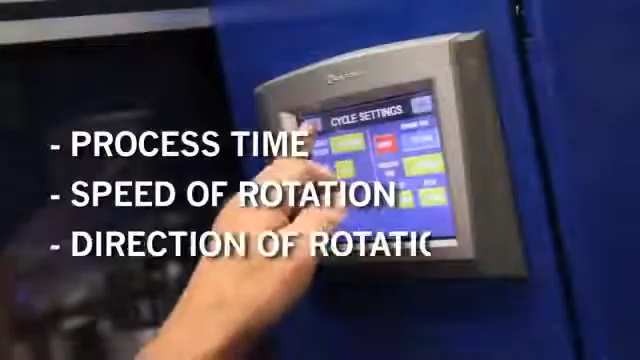 CYCLE SETTINGS
- PROCESS TIME
- SPEED OF ROTATION
- DIRECTION OF ROTATIC